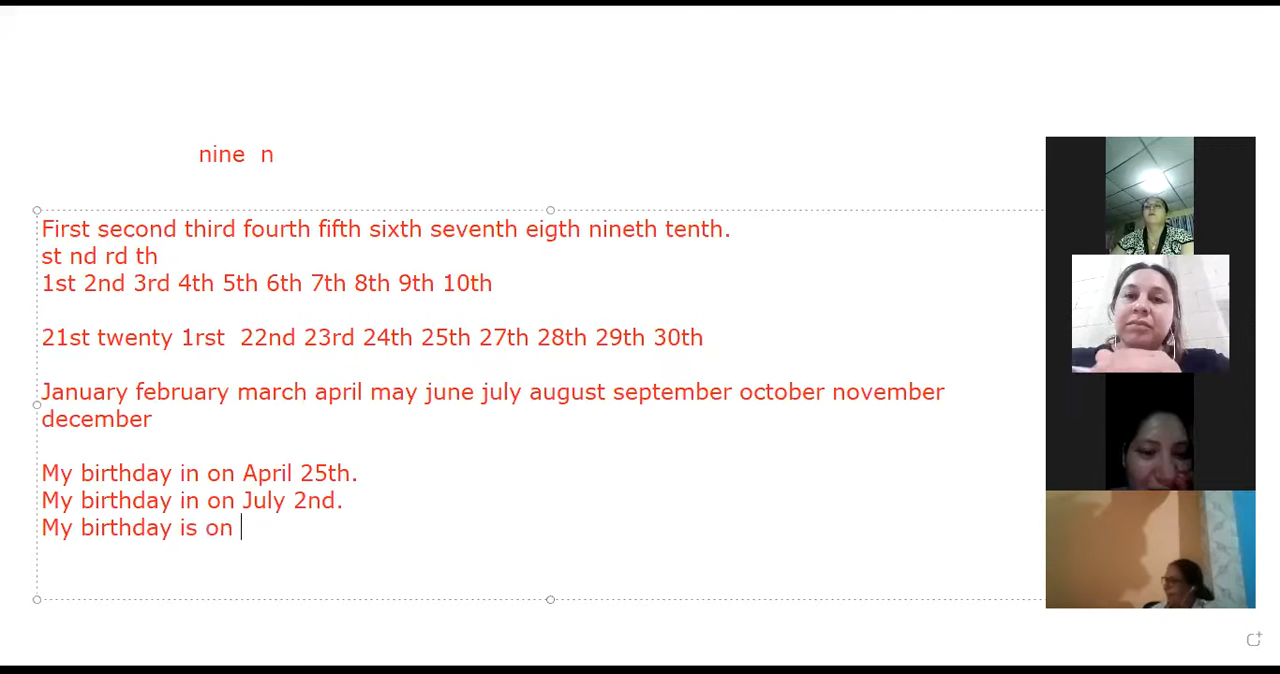 nine n
First second third fourth fifth sixth seventh eigth nineth tenth.
st nd rd th
1st 2nd 3rd 4th 5th 6th 7th 8th 9th 10th
21st twenty 1rst 22nd 23rd 24th 25th 27th 28th 29th 30th
January february march april may june july august september october november
december
My birthday in on April 25th.
My birthday in on July 2nd.
My birthday is on